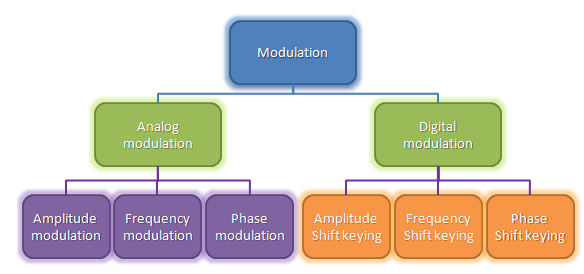 Modulation
Analog
modulation
Digital
modulation
Amplitude
modulation
Frequency
modulation
Phase
modulation
Amplitude
Shift keying
Frequency
Shift keying
Phase
Shift keying